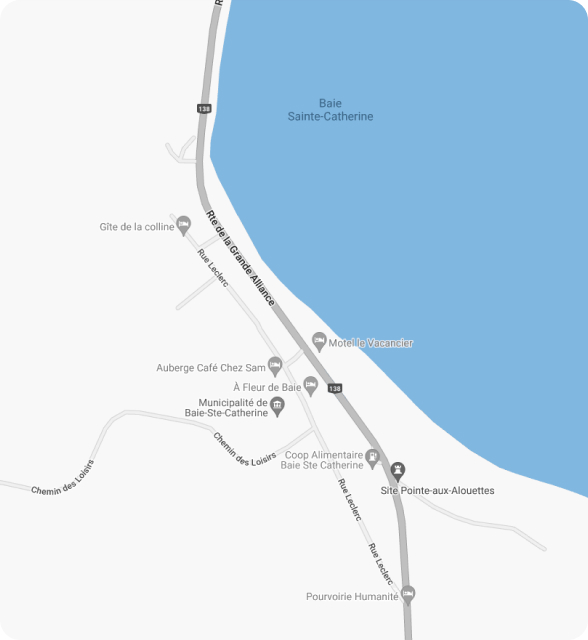 R
138
Baie
Sainte-Catherine
Rte de la Grande Alliance
Gîte de la colline
Rue Leclerc
Motel le Vacancier
Auberge Café Chez Sam
À Fleur de Baie
138
Municipalité de
Baie-Ste-Catherine
Chemin des Loisirs
Coop Alimentaire
Baie Ste Catherine
Chemin des Loisirs
Site Pointe-aux-Alouettes
Rue Leclerc
Rue Leclerc
Pourvoirie Humanité